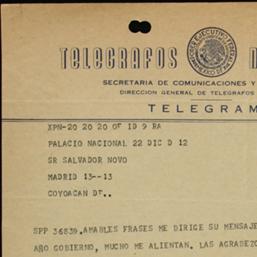 TELEGRAFOS N
SECRETARIA DE COMUNICACIONES Y
DIRECCION GENERAL DE TELEGRAFOS
TELEGRAM
XPN-20 20 20 OF ID 9 RA
PALACIO NACIONAL 22 DIC D 12
SR SALVADOR NOVO
MADRID 13--13
COYOACAN DF..
SPP 36839. AMABLES FRASES ME DIRIGE SU MENSAJE
AÑO GOBIERNO, MUCHO ME ALIENTAN. LAS AGRADEZO